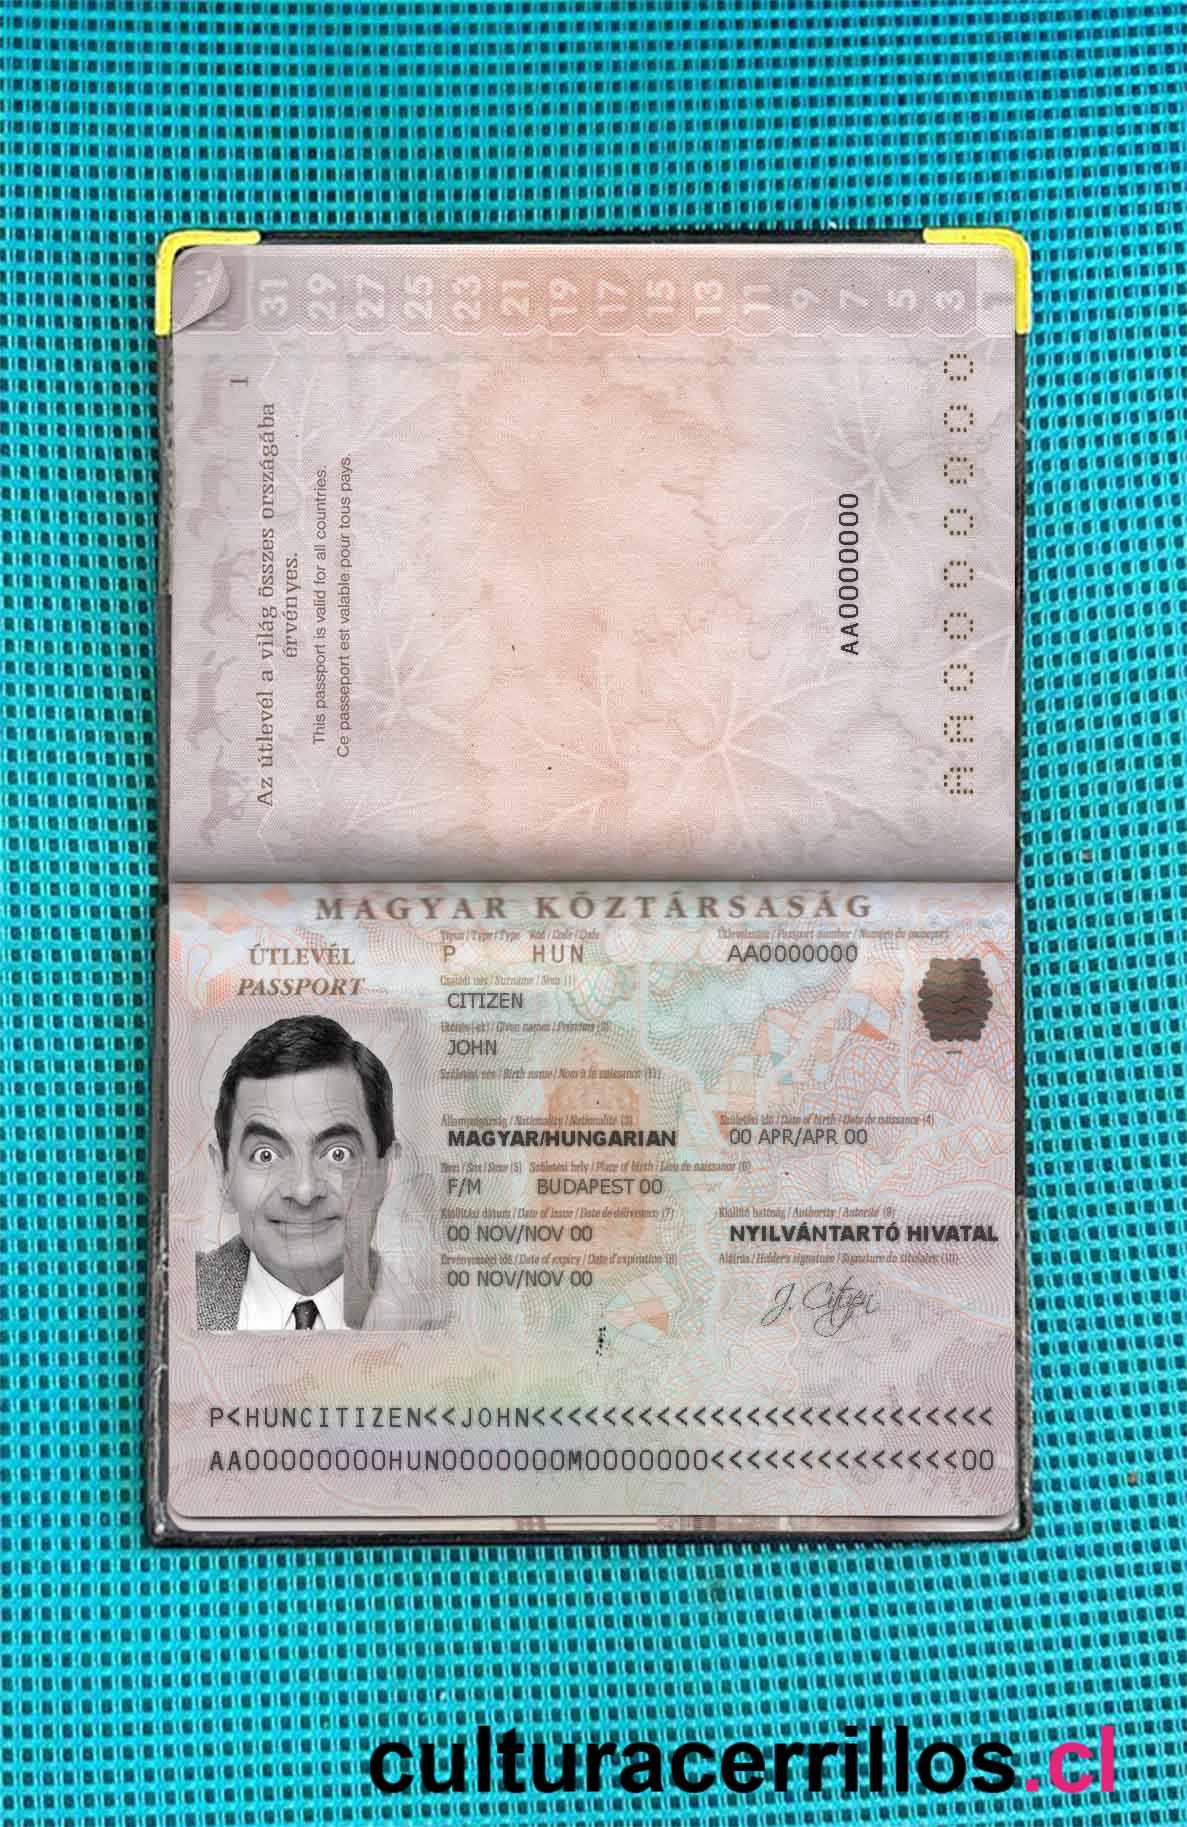 31 29 27 25 23 21 19 17 15 13 11 9 7 5 3 1
1
Az útlevél a világ összes országába
érvényes.
This passport is valid for all countries.
Ce passeport est valable pour tous pays.
AA0000000
AA0000000
MAGYAR KÖZTÁRSASÁG
ÚTLEVÉL
PASSPORT
Típus / Type / Type Kód / Code / Code Útlevélszám / Passport number / Numéro du passeport
P HUN AA0000000
Családi név / Surname / Nom (1)
CITIZEN
Utónév(-ek) / Given names / Prénoms (2)
JOHN
Születési név / Birth name / Nom à la naissance (11)
Állampolgárság / Nationality / Nationalité (3) Születési idő / Date of birth / Date de naissance (4)
MAGYAR/HUNGARIAN 00 APR/APR 00
Nem / Sex / Sexe (5) Születési hely / Place of birth / Lieu de naissance (6)
F/M BUDAPEST 00
Kiállítási dátum / Date of issue / Date de délivrance (7) Kiállító hatóság / Authority / Autorité (9)
00 NOV/NOV 00 NYILVÁNTARTÓ HIVATAL
Érvényességi idő / Date of expiry / Date d'expiration (8) Aláírás / Holder's signature / Signature du titulaire (10)
00 NOV/NOV 00
J. Citizen
P<HUNCITIZEN<<JOHN<<<<<<<<<<<<<<<<<<<<<<<<<<
AA00000000HUN0000000M0000000<<<<<<<<<<<<<<00
culturacerrillos.cl